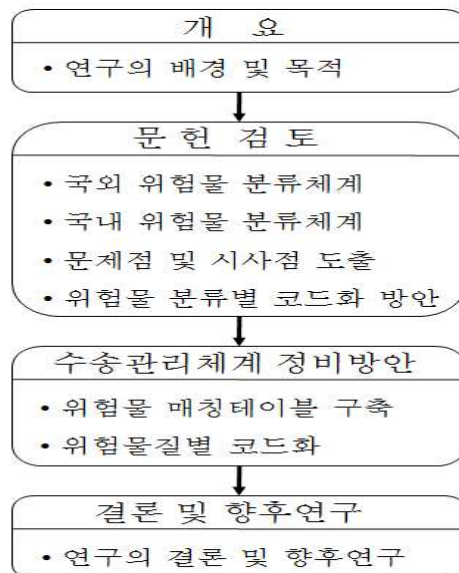 개 요
• 연구의 배경 및 목적
문 헌 검 토
• 국외 위험물 분류체계
• 국내 위험물 분류체계
• 문제점 및 시사점 도출
• 위험물 분류별 코드화 방안
수송관리체계 정비방안
• 위험물 매칭테이블 구축
• 위험물질별 코드화
결론 및 향후연구
• 연구의 결론 및 향후연구